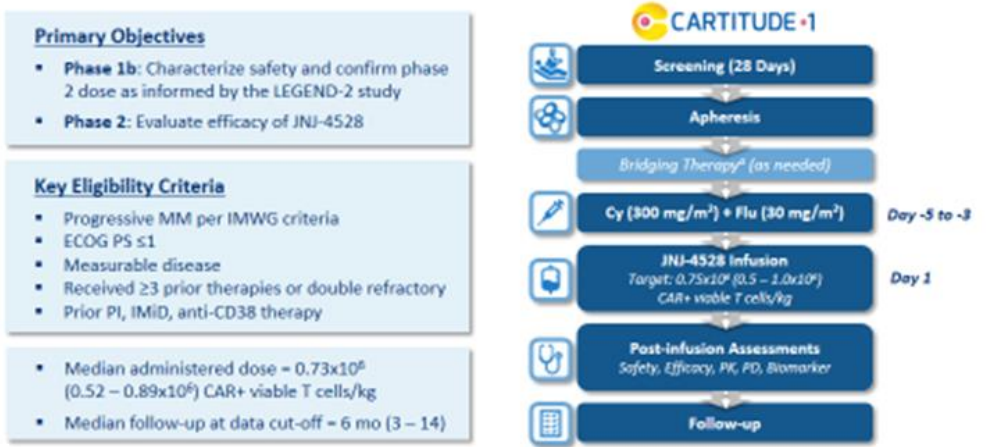 Primary Objectives
▪ Phase 1b: Characterize safety and confirm phase
2 dose as informed by the LEGEND-2 study
▪ Phase 2: Evaluate efficacy of JNJ-4528
Key Eligibility Criteria
▪ Progressive MM per IMWG criteria
▪ ECOG PS ≤1
▪ Measurable disease
▪ Received ≥3 prior therapies or double refractory
▪ Prior PI, IMiD, anti-CD38 therapy
▪ Median administered dose = 0.73x10⁶
(0.52 – 0.89x10⁶) CAR+ viable T cells/kg
▪ Median follow-up at data cut-off = 6 mo (3 – 14)
CARTITUDE-1
Screening (28 Days)
Apheresis
Bridging Therapyᵃ (as needed)
Cy (300 mg/m²) + Flu (30 mg/m²)
Day -5 to -3
JNJ-4528 Infusion
Target: 0.75x10⁶ (0.5 – 1.0x10⁶)
CAR+ viable T cells/kg
Day 1
Post-infusion Assessments
Safety, Efficacy, PK, PD, Biomarker
Follow-up